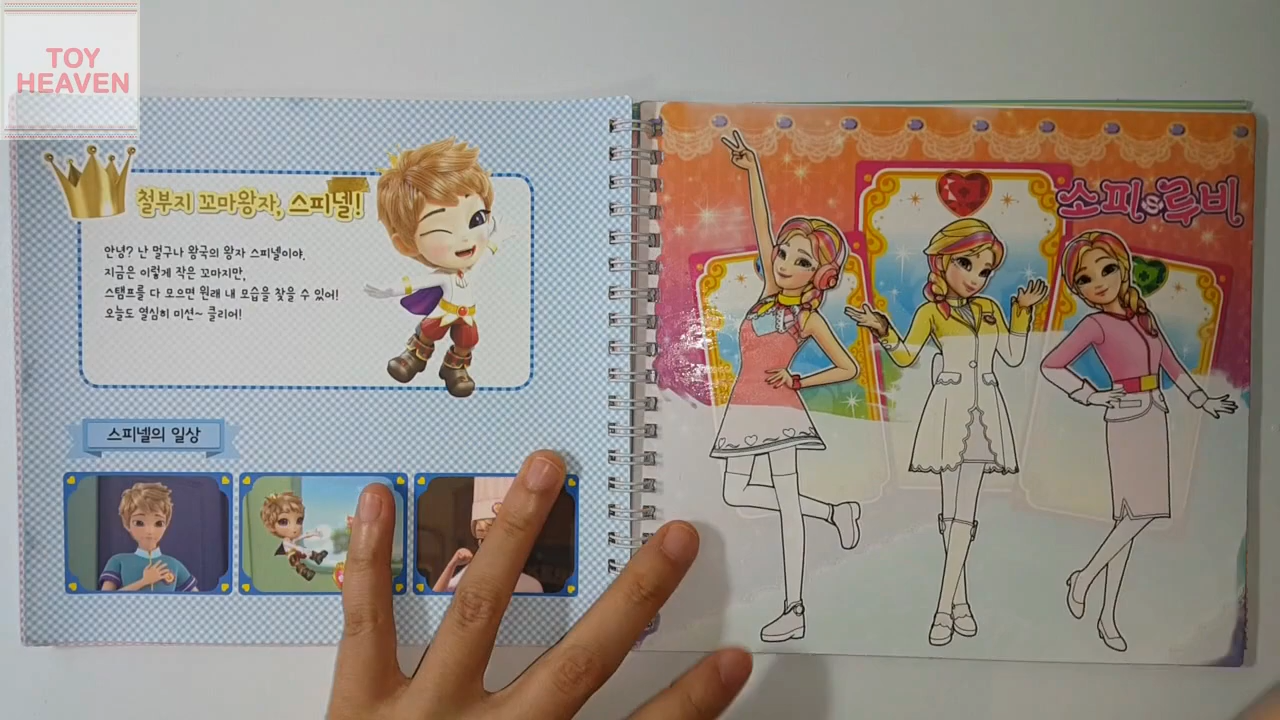 TOY
HEAVEN
철부지 꼬마왕자, 스피넬!
안녕? 난 멀구나 왕국의 왕자 스피넬이야.
지금은 이렇게 작은 꼬마지만,
스탬프를 다 모으면 원래 내 모습을 찾을 수 있어!
오늘도 열심히 미션~ 클리어!
스피넬의 일상
소피루비